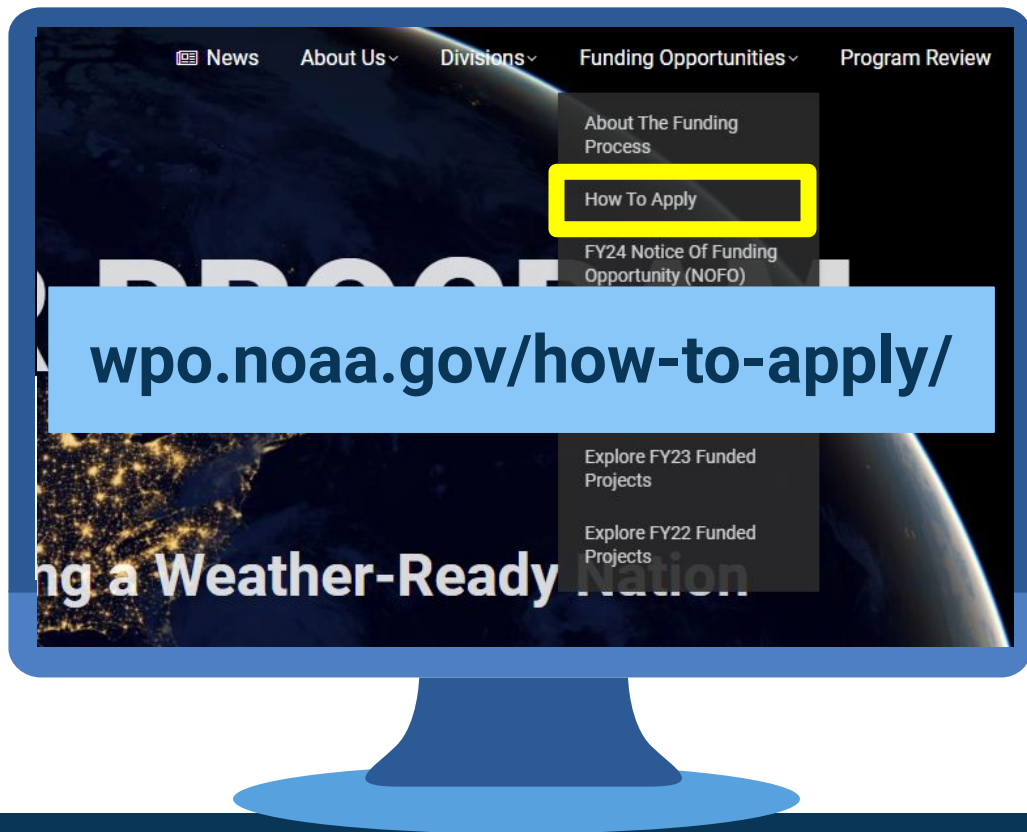 News About Us Divisions Funding Opportunities Program Review
About The Funding
Process
How To Apply
FY24 Notice Of Funding
Opportunity (NOFO)
wpo.noaa.gov/how-to-apply/
Explore FY23 Funded
Projects
Explore FY22 Funded
Projects
a Weather-Ready Nation